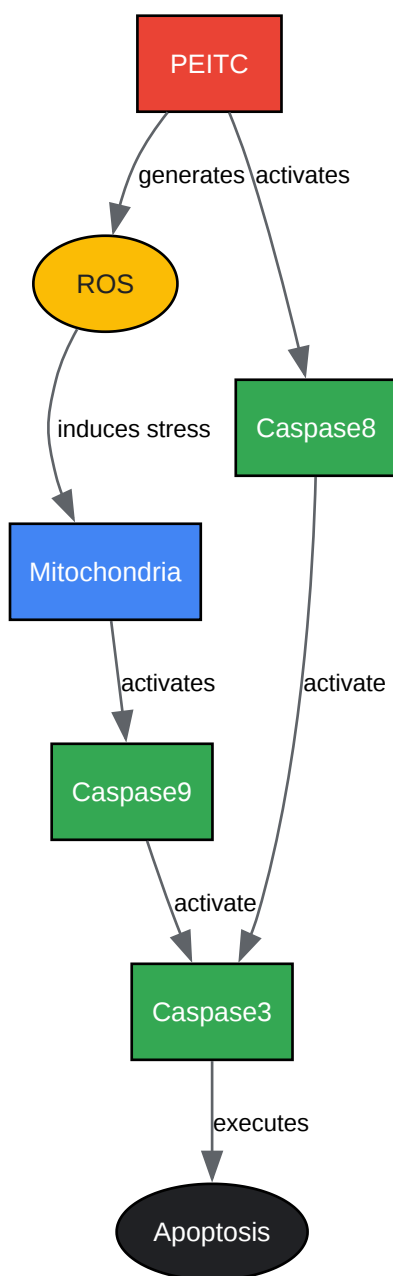 PEITC
generates
activates
ROS
Caspase8
induces stress
Mitochondria
activates
activate
Caspase9
activate
Caspase3
executes
Apoptosis